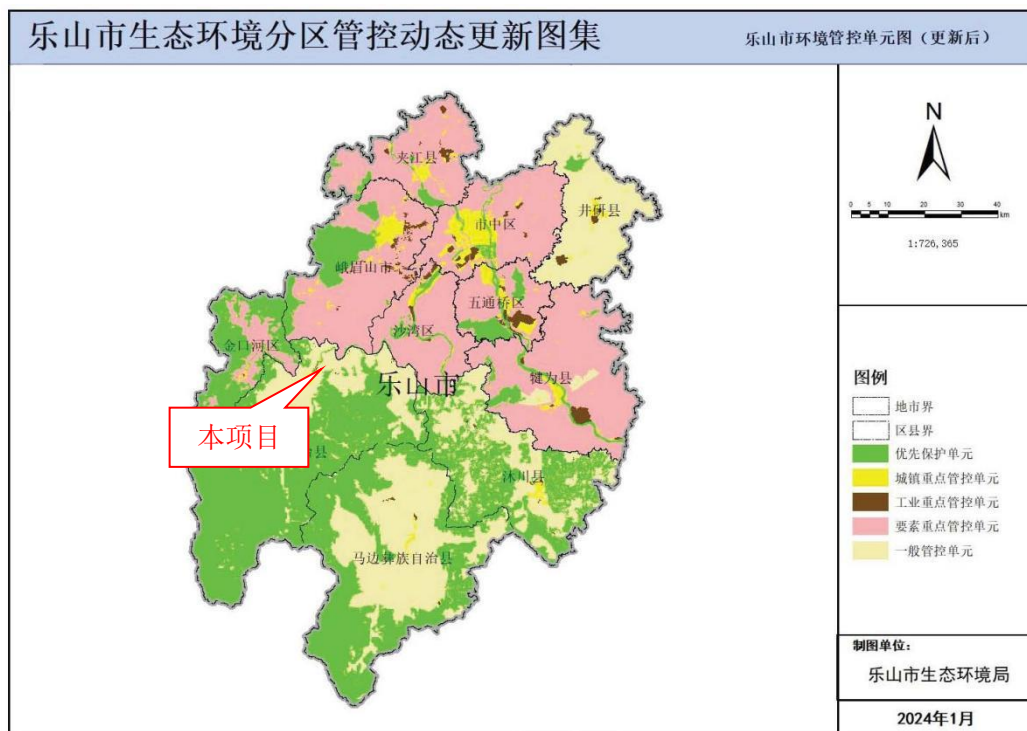 乐山市生态环境分区管控动态更新图集
乐山市环境管控单元图（更新后）
N
0 5 10 20 30 40
km
1:726,365
夹江县
井研县
市中区
峨眉山市
五通桥区
沙湾区
金口河区
犍为县
乐山市
本项目
治县
沐川县
马边彝族自治县
图例
地市界
区县界
优先保护单元
城镇重点管控单元
工业重点管控单元
要素重点管控单元
一般管控单元
制图单位：
乐山市生态环境局
2024年1月